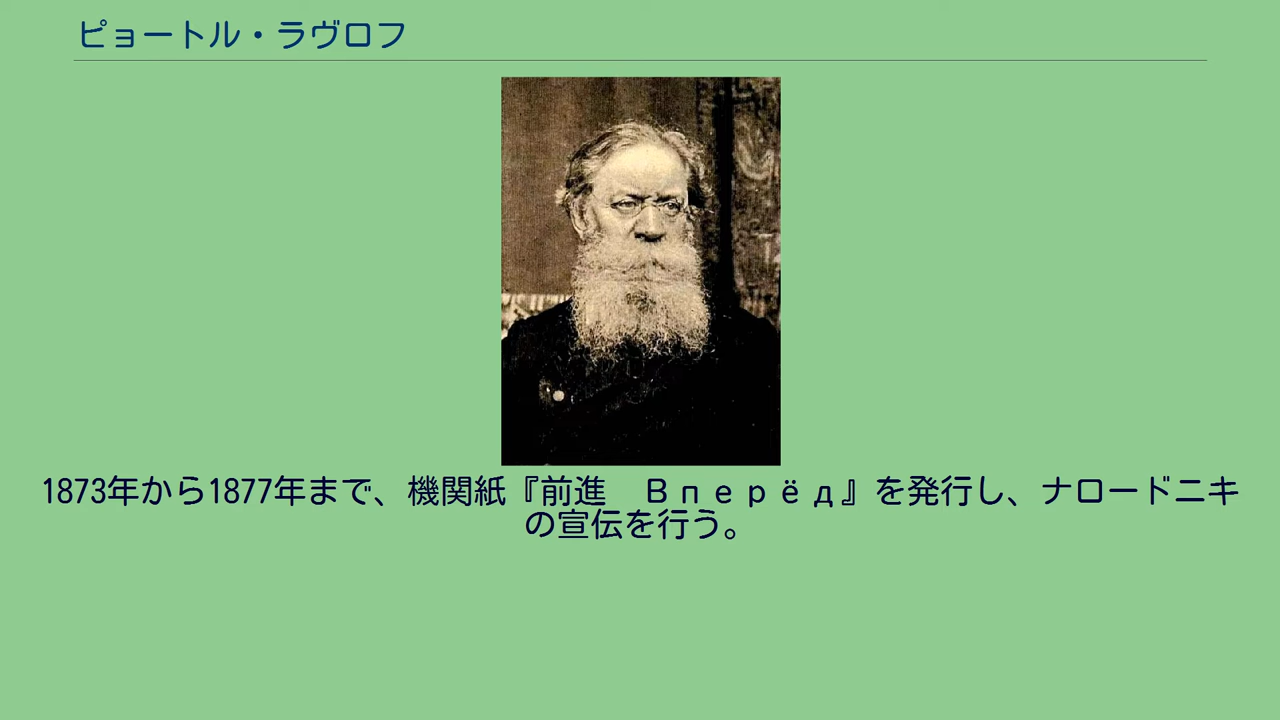 ピョートル・ラヴロフ
1873年から1877年まで、機関紙『前進　Вперёд』を発行し、ナロードニキ
の宣伝を行う。